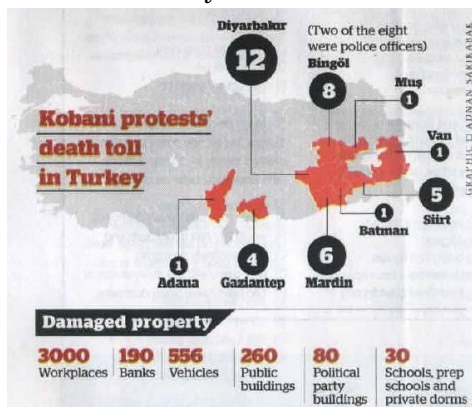 Diyarbakır
12
(Two of the eight
were police officers)
Bingöl
8
Muş
1
Van
1
Kobani protests'
death toll
in Turkey
5
Siirt
1
Batman
6
Mardin
4
Gaziantep
1
Adana
GRAPHIC □ ADNAN SAKIKABAK
Damaged property
3000
Workplaces
190
Banks
556
Vehicles
260
Public
buildings
80
Political
party
buildings
30
Schools, prep
schools and
private dorms